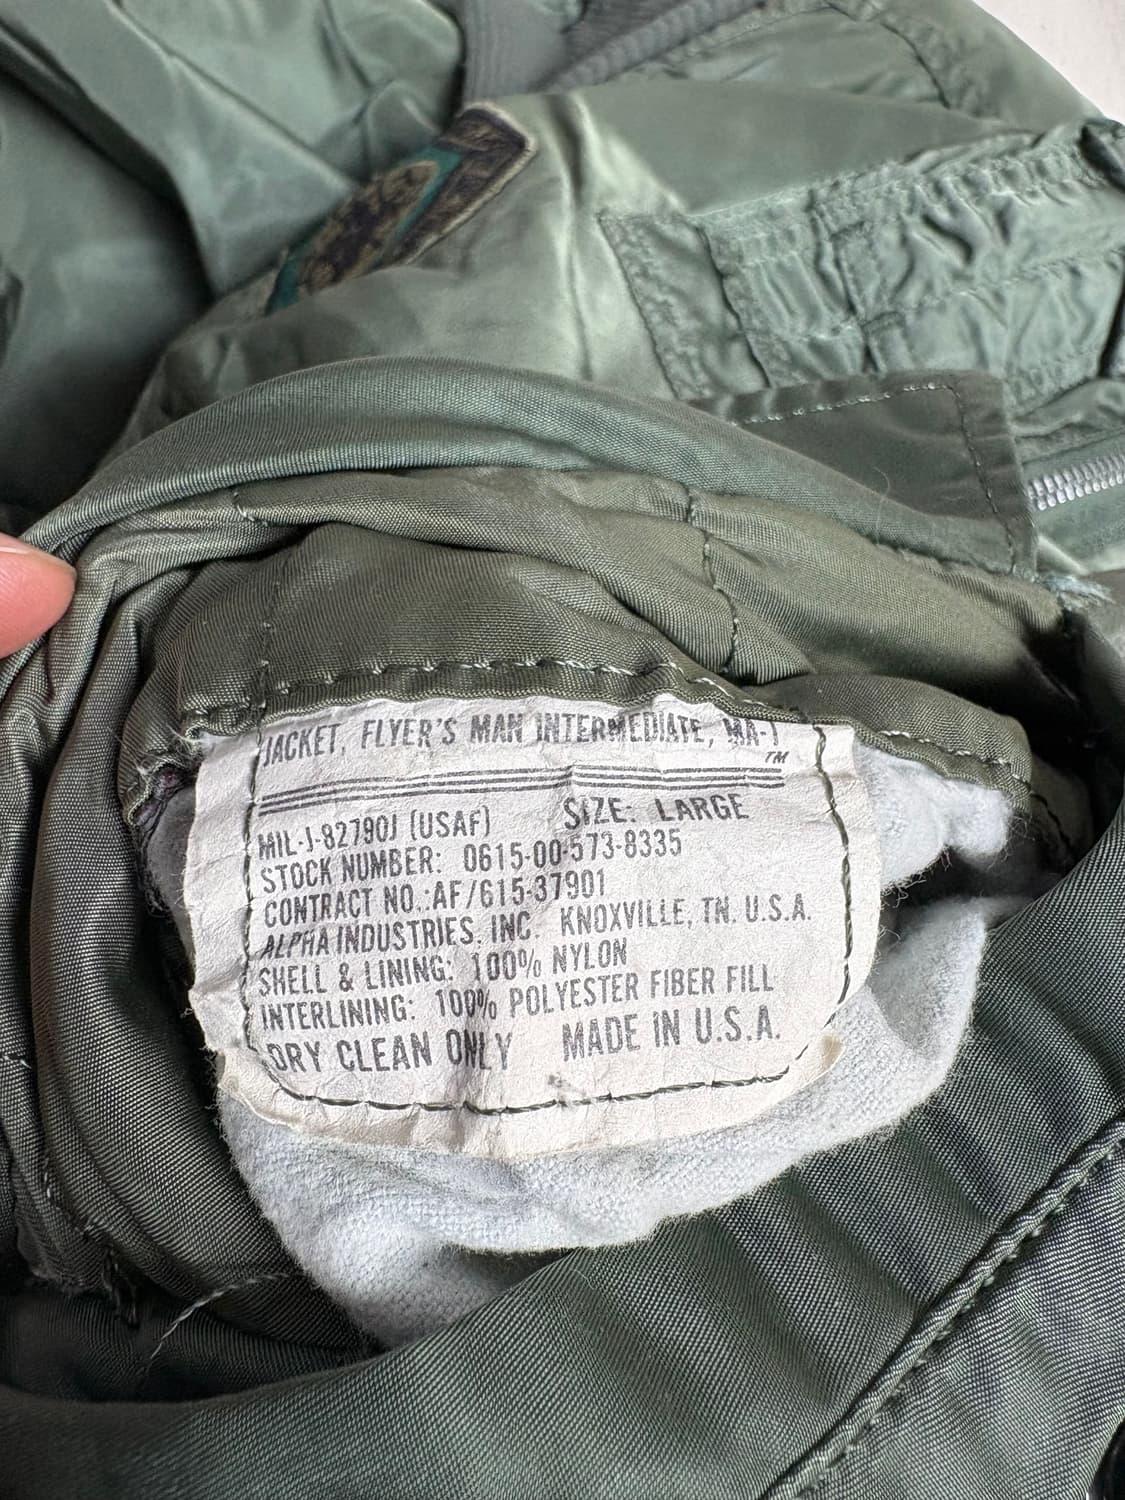 JACKET, FLYER'S MAN INTERMEDIATE, MA-1
TM
MIL-J-82790J (USAF) SIZE: LARGE
STOCK NUMBER: 0615-00-573-8335
CONTRACT NO.:AF/615-37901
ALPHA INDUSTRIES, INC. KNOXVILLE, TN. U.S.A.
SHELL & LINING: 100% NYLON
INTERLINING: 100% POLYESTER FIBER FILL
DRY CLEAN ONLY MADE IN U.S.A.